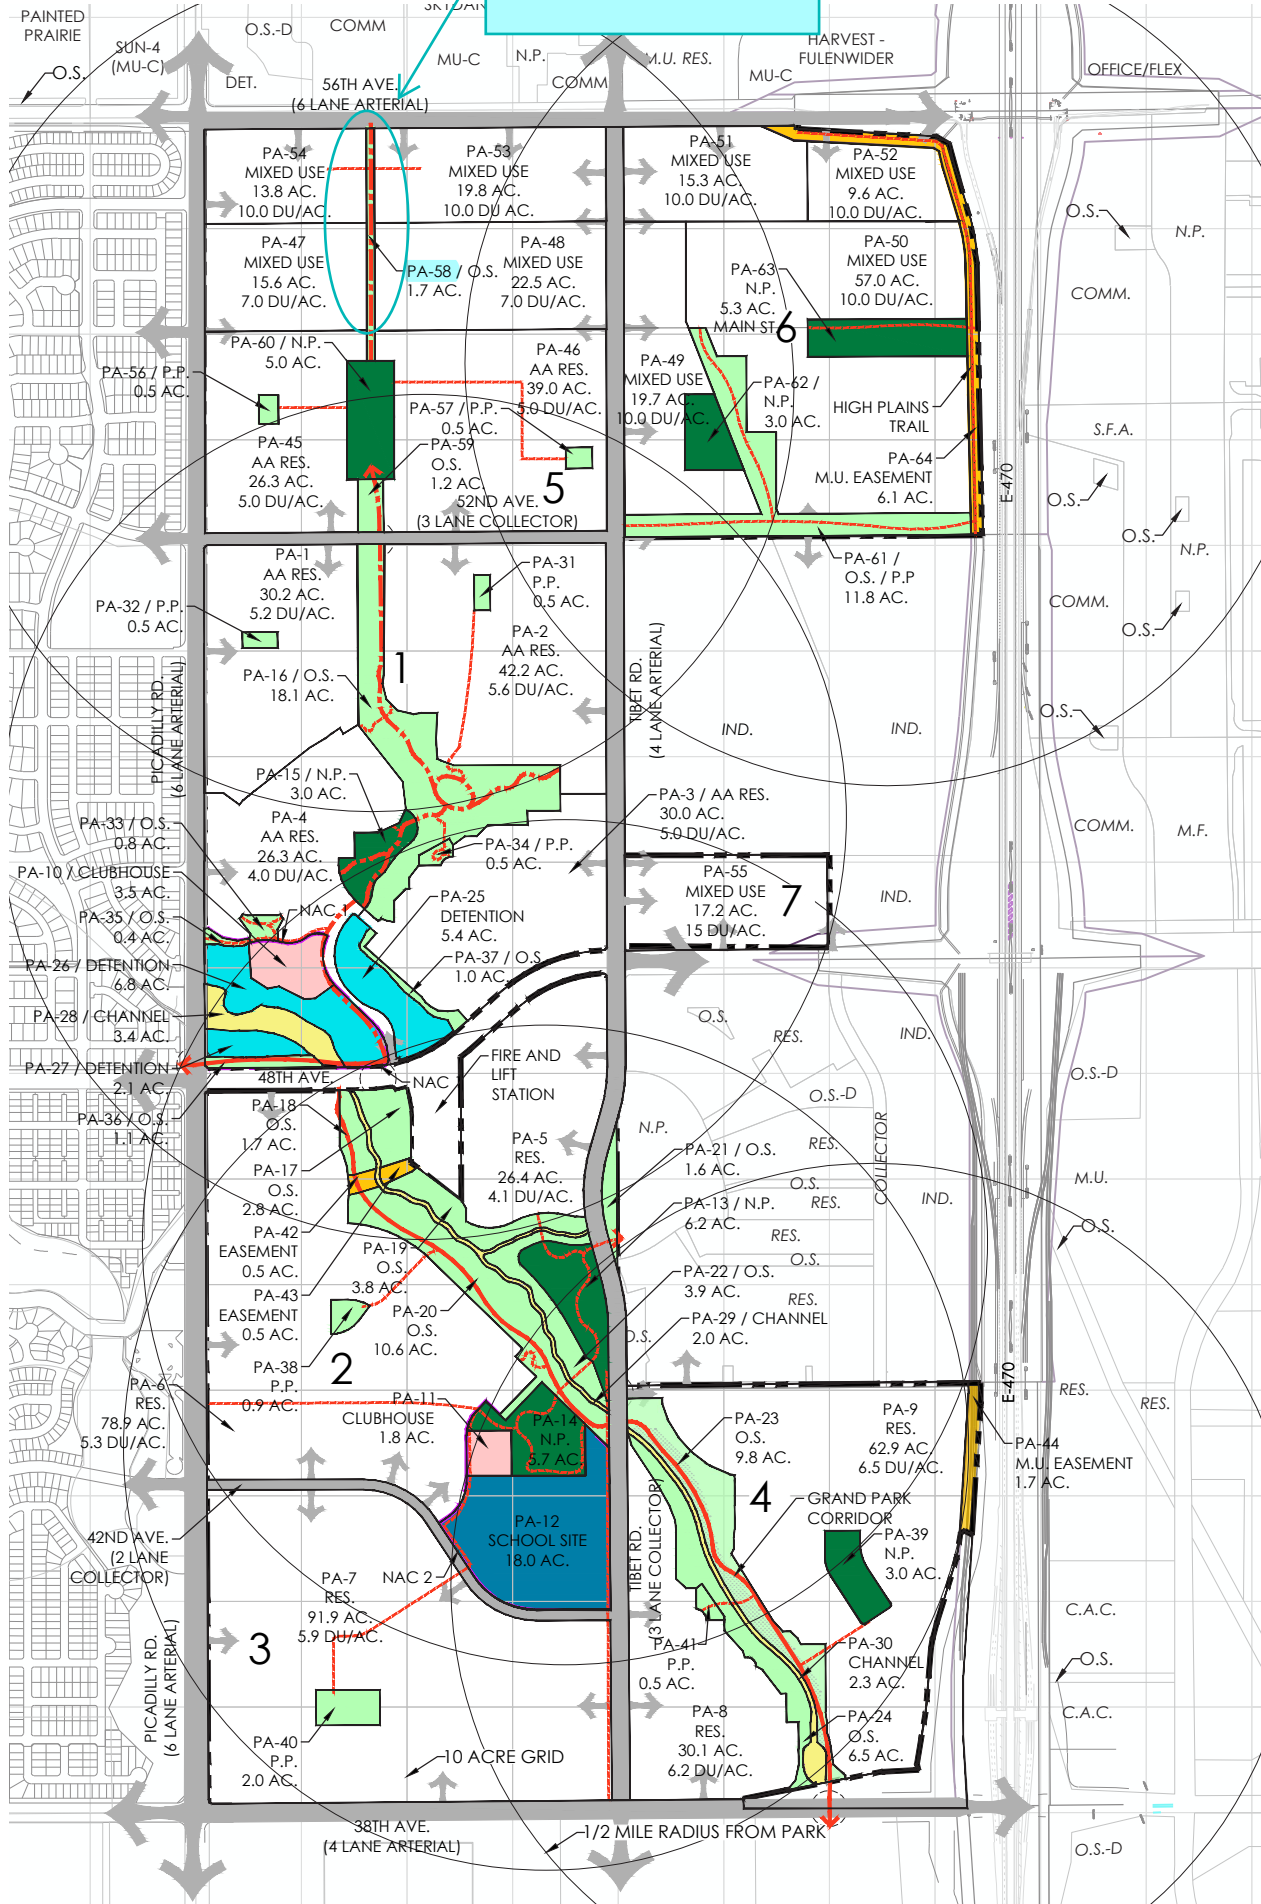 PAINTED
PRAIRIE
O.S.-D
COMM
SUN-4
(MU-C)
O.S.
DET.
MU-C
N.P.
COMM
M.U. RES.
MU-C
HARVEST -
FULENWIDER
OFFICE/FLEX
56TH AVE.
(6 LANE ARTERIAL)
PA-54
MIXED USE
13.8 AC.
10.0 DU/AC.
PA-53
MIXED USE
19.8 AC.
10.0 DU AC.
PA-51
MIXED USE
15.3 AC.
10.0 DU/AC.
PA-52
MIXED USE
9.6 AC.
10.0 DU/AC.
O.S.
N.P.
PA-47
MIXED USE
15.6 AC.
7.0 DU/AC.
PA-58 / O.S.
1.7 AC.
PA-48
MIXED USE
22.5 AC.
7.0 DU/AC.
PA-63
N.P.
5.3 AC.
MAIN ST.
6
PA-50
MIXED USE
57.0 AC.
10.0 DU/AC.
COMM.
PA-60 / N.P.
5.0 AC.
PA-56 / P.P.
0.5 AC.
PA-46
AA RES.
39.0 AC.
5.0 DU/AC.
PA-57 / P.P.
0.5 AC.
PA-49
MIXED USE
19.7 AC.
10.0 DU/AC.
PA-62 /
N.P.
3.0 AC.
HIGH PLAINS
TRAIL
S.F.A.
PA-45
AA RES.
26.3 AC.
5.0 DU/AC.
PA-59
O.S.
1.2 AC.
5
PA-64
M.U. EASEMENT
6.1 AC.
E-470
O.S.
52ND AVE.
(3 LANE COLLECTOR)
O.S.
N.P.
PA-1
AA RES.
30.2 AC.
5.2 DU/AC.
PA-31
P.P.
0.5 AC.
PA-61 /
O.S. / P.P
11.8 AC.
PA-32 / P.P.
0.5 AC.
COMM.
O.S.
PA-2
AA RES.
42.2 AC.
5.6 DU/AC.
1
PA-16 / O.S.
18.1 AC.
PICADILLY RD.
(6 LANE ARTERIAL)
TIBET RD.
(4 LANE ARTERIAL)
IND.
IND.
O.S.
PA-15 / N.P.
3.0 AC.
PA-3 / AA RES.
30.0 AC.
5.0 DU/AC.
PA-33 / O.S.
0.8 AC.
PA-4
AA RES.
26.3 AC.
4.0 DU/AC.
PA-34 / P.P.
0.5 AC.
COMM.
M.F.
PA-10 / CLUBHOUSE
3.5 AC.
PA-55
MIXED USE
17.2 AC.
15 DU/AC.
7
IND.
PA-35 / O.S.
0.4 AC.
NAC 1
PA-25
DETENTION
5.4 AC.
PA-26 / DETENTION
6.8 AC.
PA-37 / O.S.
1.0 AC.
PA-28 / CHANNEL
3.4 AC.
O.S.
RES.
IND.
PA-27 / DETENTION
2.1 AC.
48TH AVE.
NAC
FIRE AND
LIFT
STATION
O.S.-D
O.S.-D
PA-36 / O.S.
1.1 AC.
PA-18
O.S.
1.7 AC.
N.P.
RES.
COLLECTOR
PA-5
RES.
26.4 AC.
4.1 DU/AC.
PA-21 / O.S.
1.6 AC.
PA-17
O.S.
2.8 AC.
O.S.
RES.
IND.
M.U.
PA-13 / N.P.
6.2 AC.
O.S.
PA-42
EASEMENT
0.5 AC.
PA-19
O.S.
3.8 AC.
RES.
O.S.
PA-22 / O.S.
3.9 AC.
PA-43
EASEMENT
0.5 AC.
PA-20
O.S.
10.6 AC.
RES.
PA-29 / CHANNEL
2.0 AC.
O.S.
PA-38
P.P.
0.9 AC.
2
E-470
RES.
RES.
PA-6
RES.
78.9 AC.
5.3 DU/AC.
PA-11
CLUBHOUSE
1.8 AC.
PA-14
N.P.
5.7 AC.
PA-23
O.S.
9.8 AC.
PA-9
RES.
62.9 AC.
6.5 DU/AC.
PA-44
M.U. EASEMENT
1.7 AC.
4
GRAND PARK
CORRIDOR
42ND AVE.
(2 LANE
COLLECTOR)
PA-12
SCHOOL SITE
18.0 AC.
TIBET RD.
(3 LANE COLLECTOR)
PA-39
N.P.
3.0 AC.
PA-7
RES.
91.9 AC.
5.9 DU/AC.
NAC 2
C.A.C.
3
PICADILLY RD.
(6 LANE ARTERIAL)
PA-41
P.P.
0.5 AC.
PA-30
CHANNEL
2.3 AC.
O.S.
C.A.C.
PA-40
P.P.
2.0 AC.
10 ACRE GRID
PA-8
RES.
30.1 AC.
6.2 DU/AC.
PA-24
O.S.
6.5 AC.
38TH AVE.
(4 LANE ARTERIAL)
1/2 MILE RADIUS FROM PARK
O.S.-D